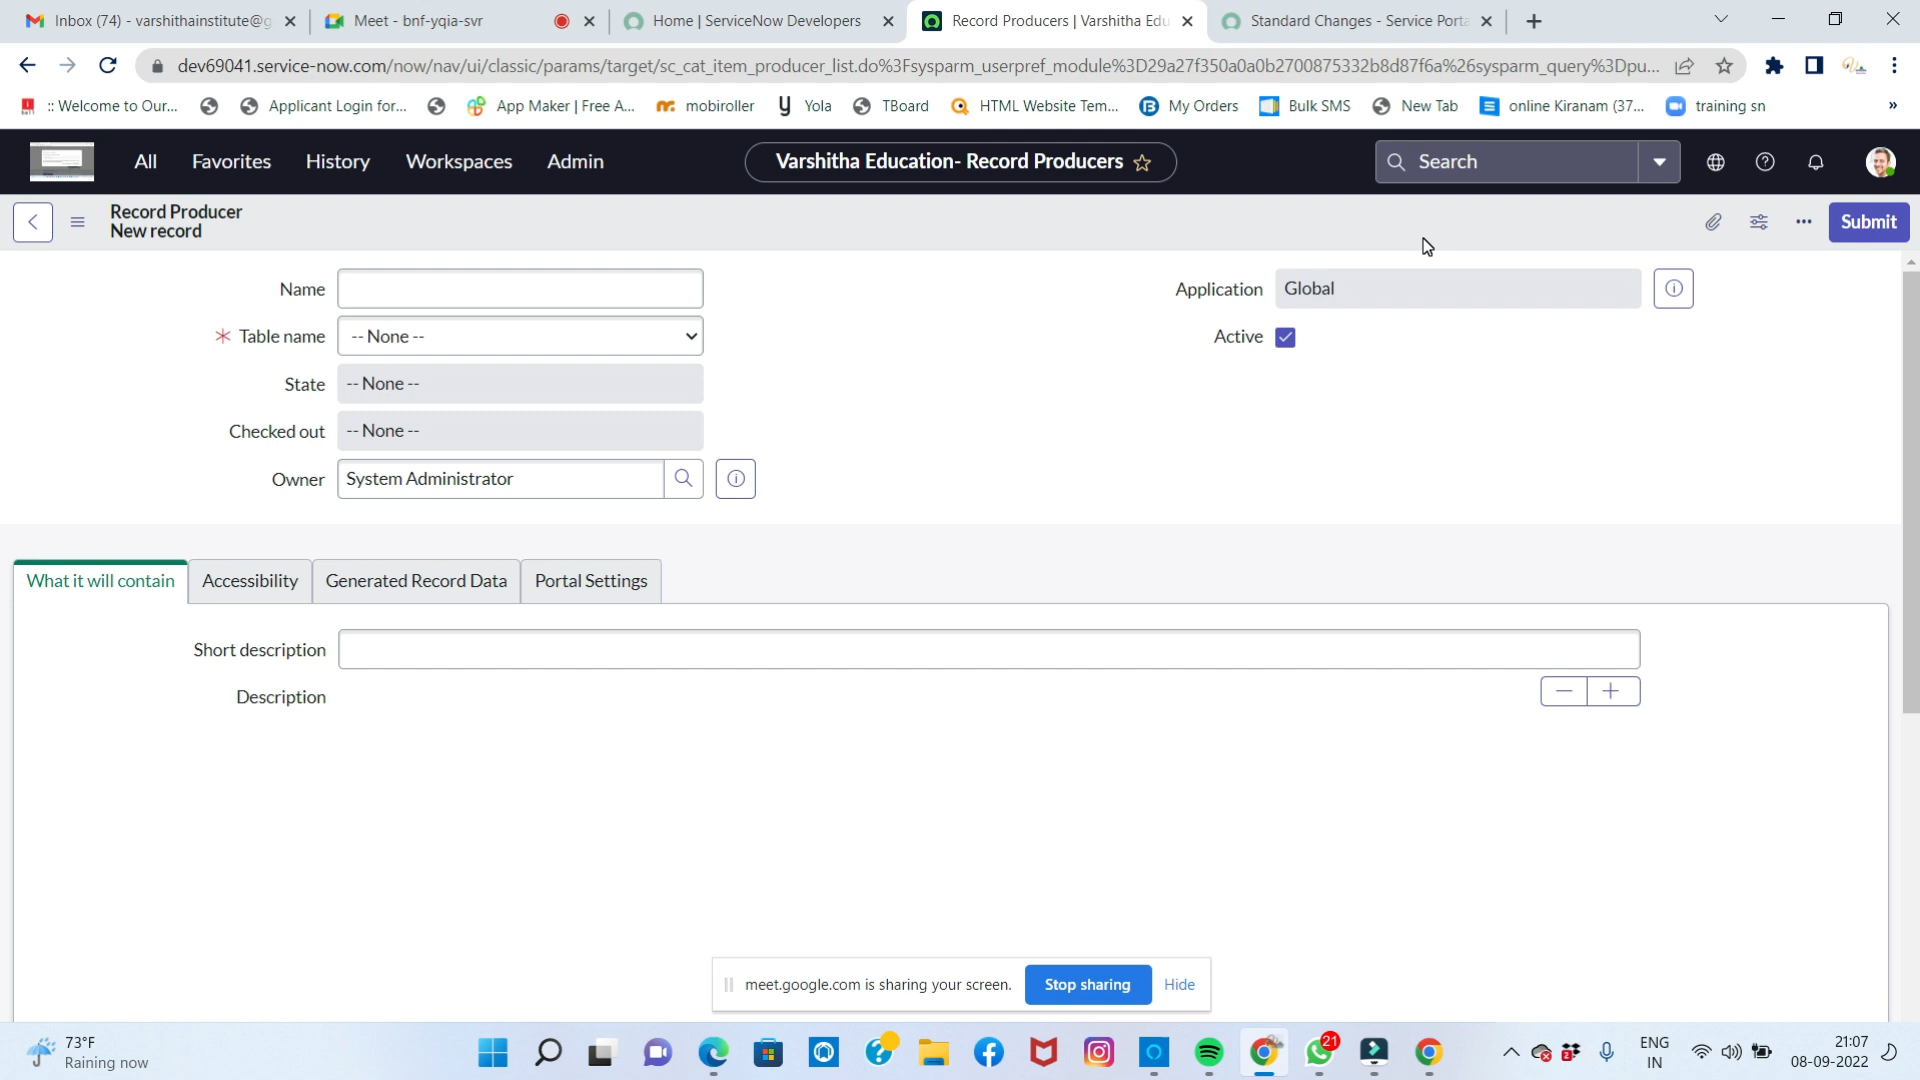 Inbox (74) - varshithainstitute@g
Meet - bnf-yqia-svr
Home | ServiceNow Developers
Record Producers | Varshitha Edu
Standard Changes - Service Porta
dev69041.service-now.com/now/nav/ui/classic/params/target/sc_cat_item_producer_list.do%3Fsysparm_userpref_module%3D29a27f350a0a0b2700875332b8d87f6a%26sysparm_query%3Dpu...
:: Welcome to Our...
Applicant Login for...
App Maker | Free A...
mobiroller
Yola
TBoard
HTML Website Tem...
My Orders
Bulk SMS
New Tab
online Kiranam (37...
training sn
»
All
Favorites
History
Workspaces
Admin
Varshitha Education- Record Producers
Search
Record Producer
New record
Submit
Name
Application
Global
* Table name
-- None --
Active
State
-- None --
Checked out
-- None --
Owner
System Administrator
What it will contain
Accessibility
Generated Record Data
Portal Settings
Short description
Description
meet.google.com is sharing your screen.
Stop sharing
Hide
73°F
Raining now
21
ENG
IN
21:07
08-09-2022